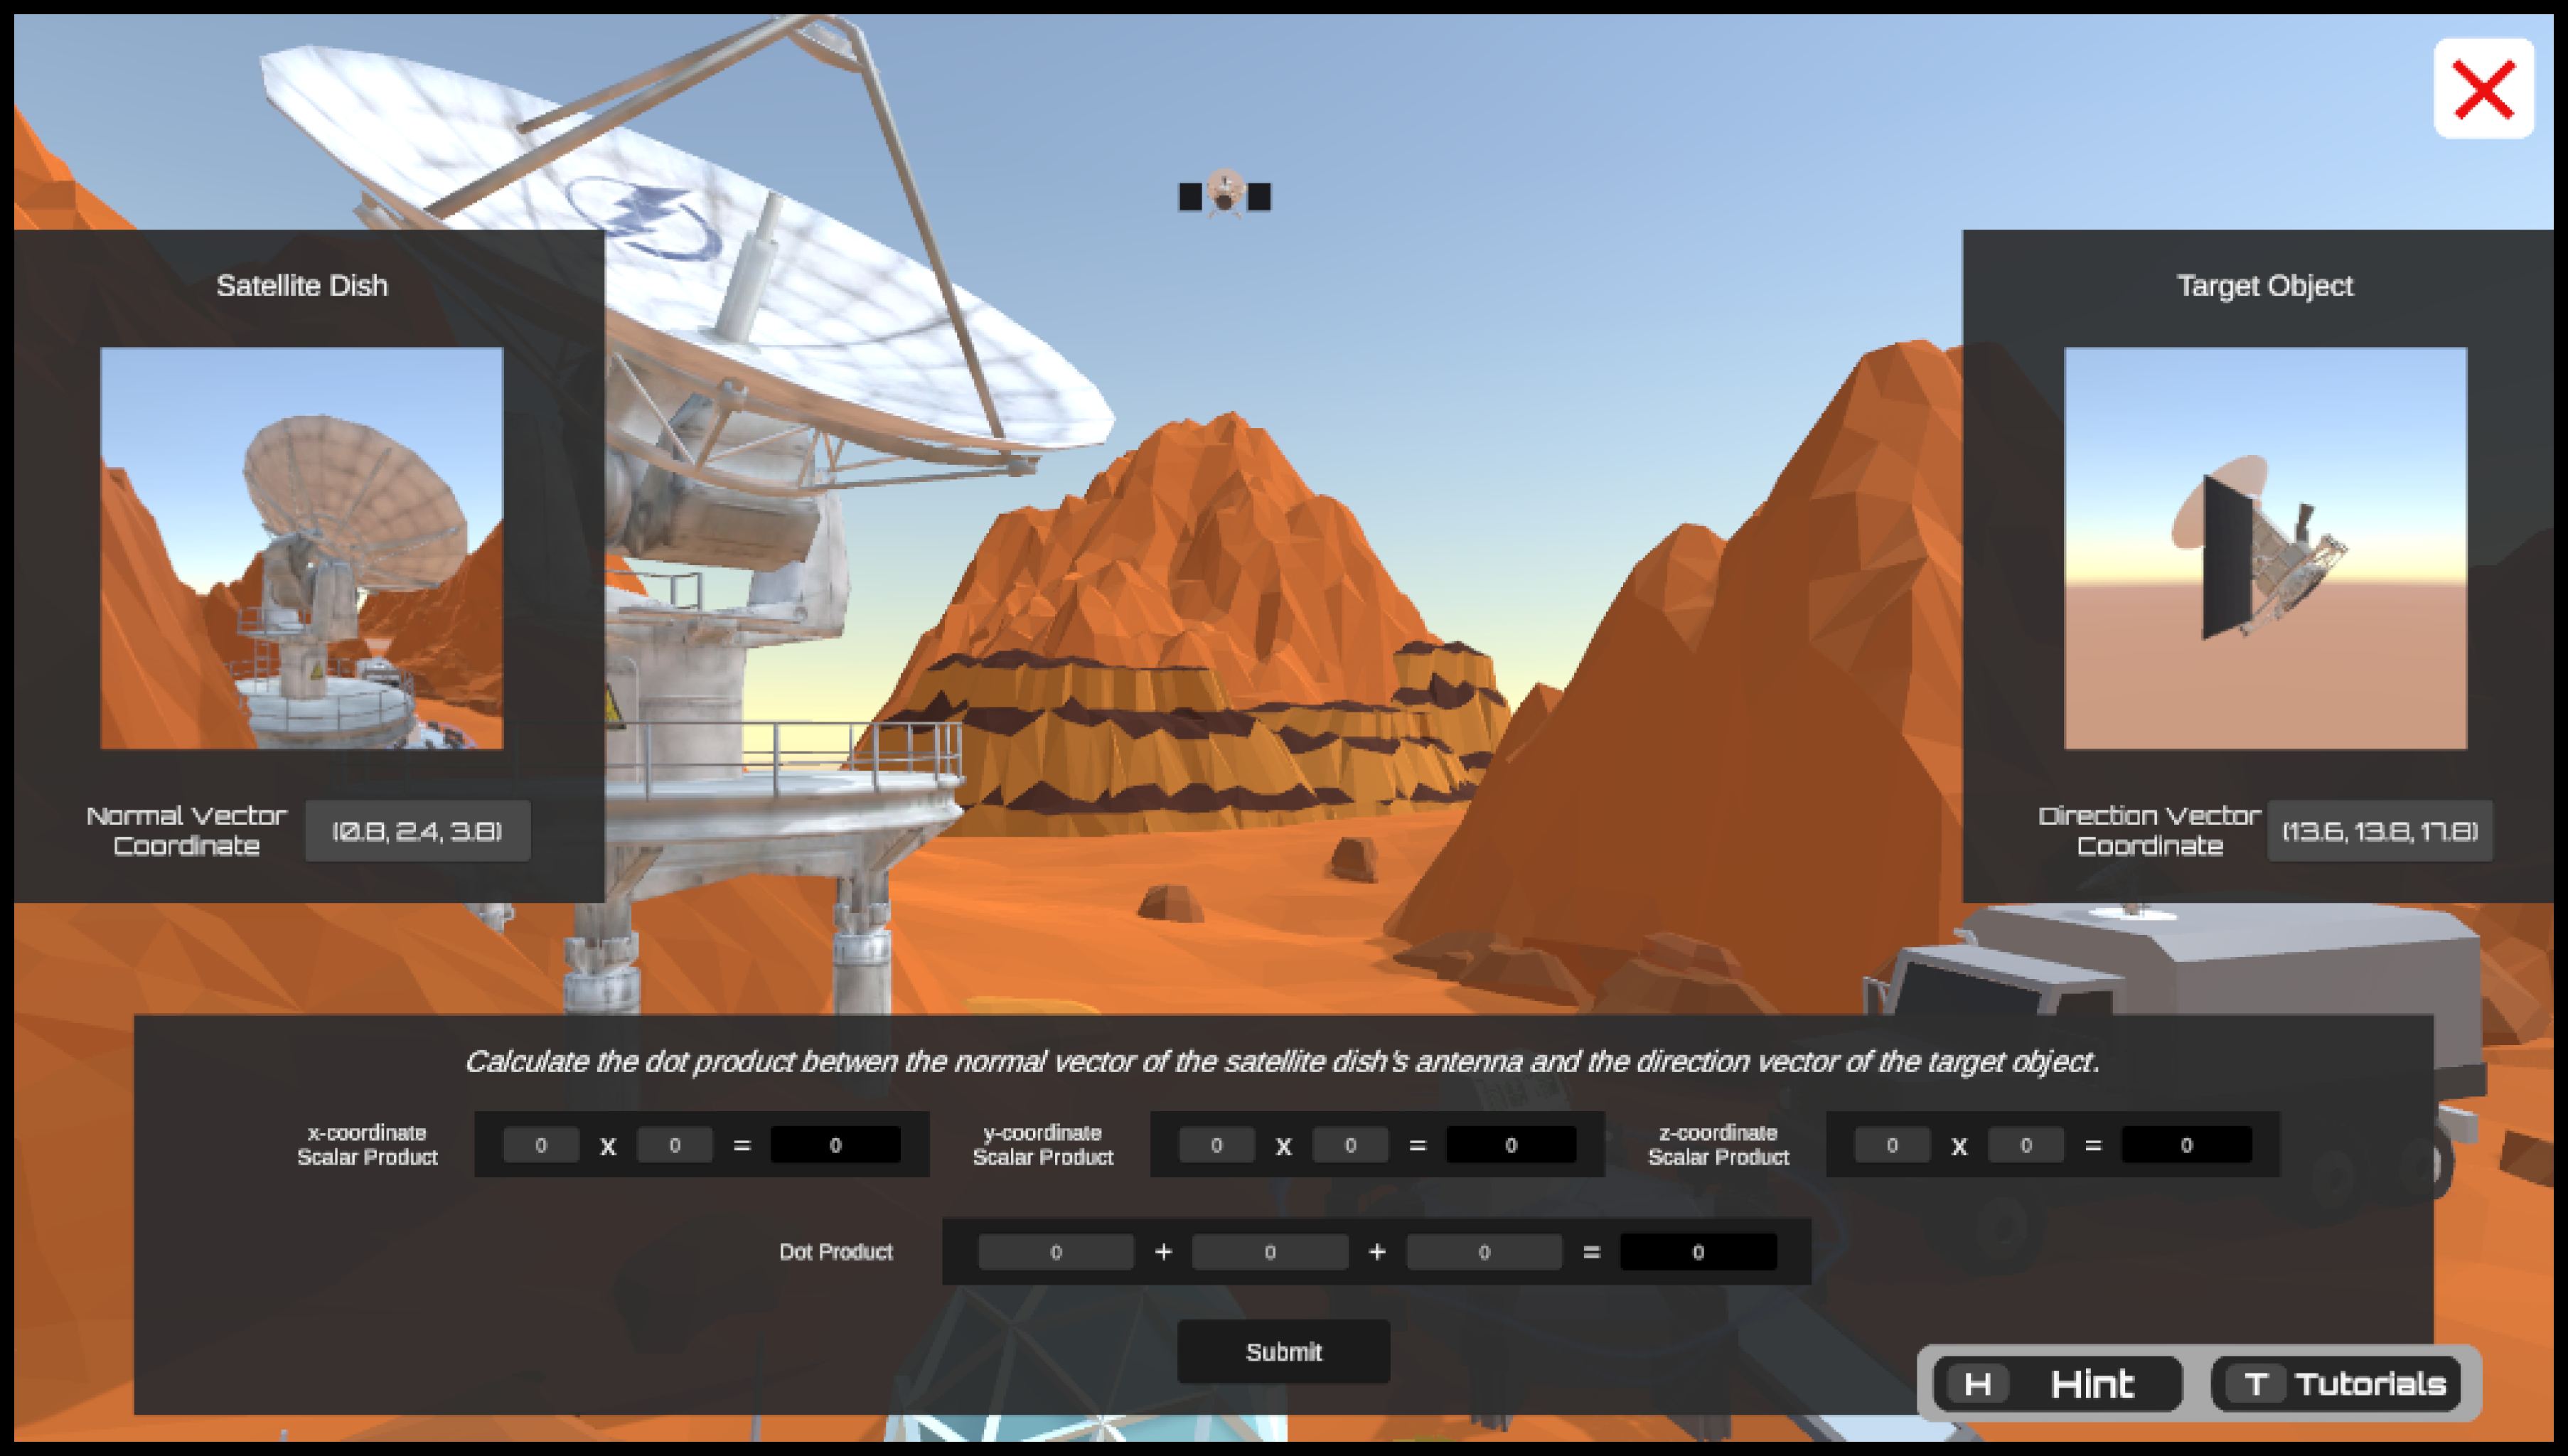 Satellite Dish
Target Object
Normal Vector
Coordinate
(0.8, 2.4, 3.8)
Direction Vector
Coordinate
(13.6, 13.8, 17.8)
Calculate the dot product betwen the normal vector of the satellite dish's antenna and the direction vector of the target object.
x-coordinate
Scalar Product
0 X 0 = 0
y-coordinate
Scalar Product
0 X 0 = 0
z-coordinate
Scalar Product
0 X 0 = 0
Dot Product 0 + 0 + 0 = 0
Submit
H Hint
T Tutorials